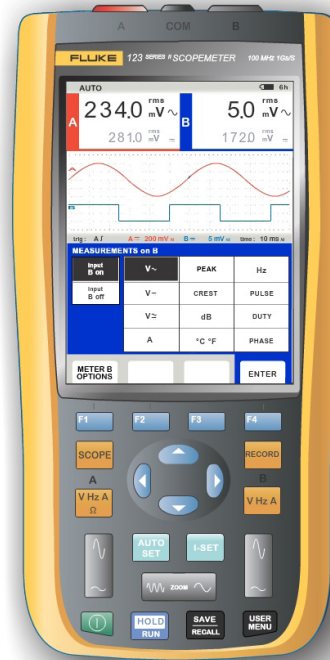 A COM B
FLUKE 123 SERIES II SCOPEMETER 100 MHz 1Gs/S
AUTO 6h
A 234.0 rms mV B 5.0 rms mV
281.0 rms mV 172.0 rms mV
trig: A A 200 mV B 5 mV time: 10 ms
MEASUREMENTS on B
Input B on V~ PEAK Hz
Input B off V⎓ CREST PULSE
V≃ dB DUTY
A °C °F PHASE
METER B OPTIONS ENTER
F1 F2 F3 F4
SCOPE RECORD
A B
V Hz A Ω V Hz A
AUTO SET I-SET
ZOOM
HOLD RUN SAVE RECALL USER MENU